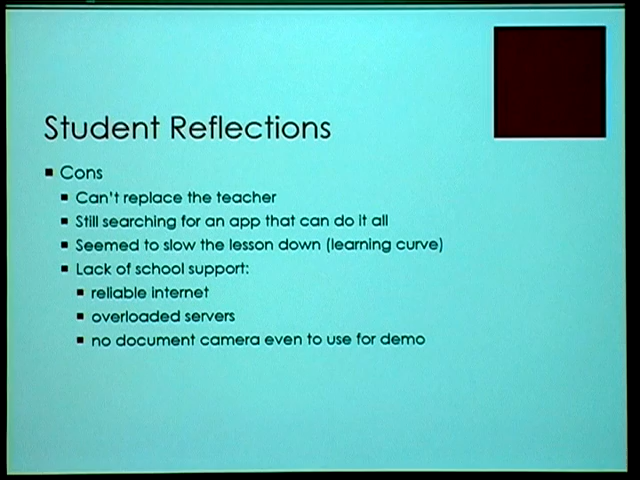 Student Reflections
Cons
Can't replace the teacher
Still searching for an app that can do it all
Seemed to slow the lesson down (learning curve)
Lack of school support:
reliable internet
overloaded servers
no document camera even to use for demo